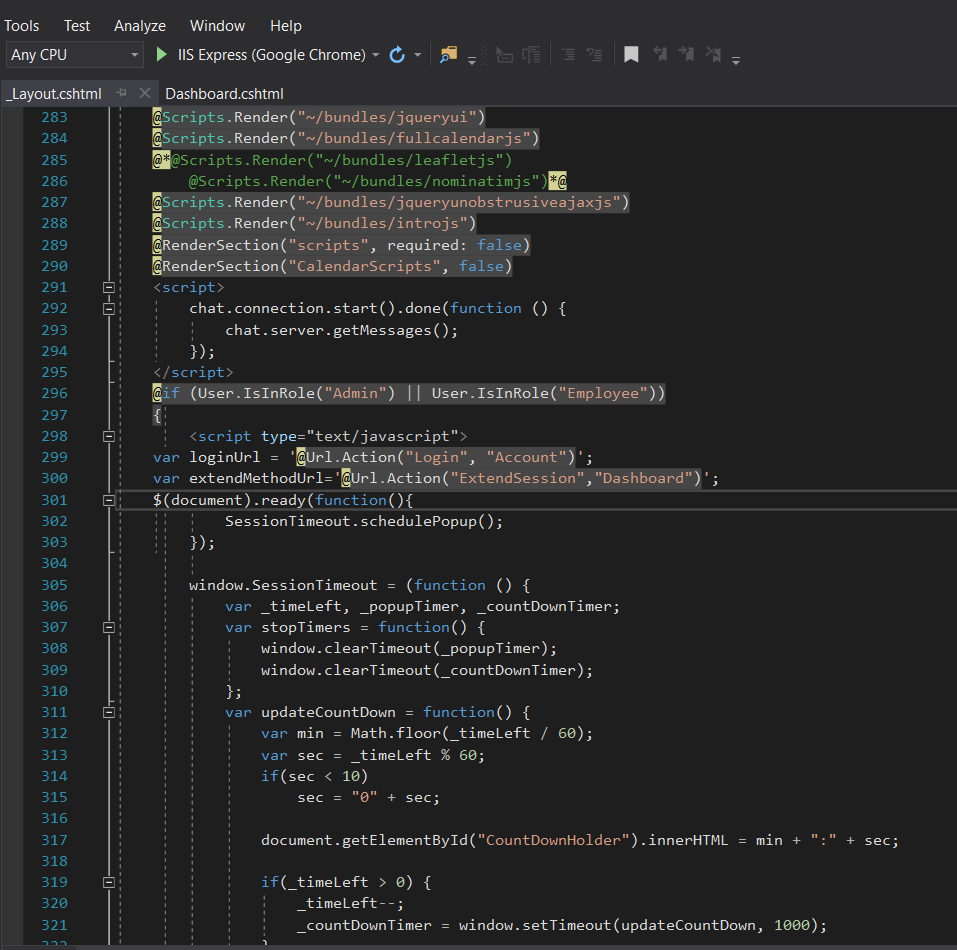 Tools Test Analyze Window Help
Any CPU IIS Express (Google Chrome)
_Layout.cshtml Dashboard.cshtml
283 @Scripts.Render("~/bundles/jqueryui")
284 @Scripts.Render("~/bundles/fullcalendarjs")
285 @*@Scripts.Render("~/bundles/leafletjs")
286 @Scripts.Render("~/bundles/nominatimjs")*@
287 @Scripts.Render("~/bundles/jqueryunobstrusiveajaxjs")
288 @Scripts.Render("~/bundles/introjs")
289 @RenderSection("scripts", required: false)
290 @RenderSection("CalendarScripts", false)
291 <script>
292 chat.connection.start().done(function () {
293 chat.server.getMessages();
294 });
295 </script>
296 @if (User.IsInRole("Admin") || User.IsInRole("Employee"))
297 {
298 <script type="text/javascript">
299 var loginUrl = '@Url.Action("Login", "Account")';
300 var extendMethodUrl='@Url.Action("ExtendSession","Dashboard")';
301 $(document).ready(function(){
302 SessionTimeout.schedulePopup();
303 });
304
305 window.SessionTimeout = (function () {
306 var _timeLeft, _popupTimer, _countDownTimer;
307 var stopTimers = function() {
308 window.clearTimeout(_popupTimer);
309 window.clearTimeout(_countDownTimer);
310 };
311 var updateCountDown = function() {
312 var min = Math.floor(_timeLeft / 60);
313 var sec = _timeLeft % 60;
314 if(sec < 10)
315 sec = "0" + sec;
316
317 document.getElementById("CountDownHolder").innerHTML = min + ":" + sec;
318
319 if(_timeLeft > 0) {
320 _timeLeft--;
321 _countDownTimer = window.setTimeout(updateCountDown, 1000);